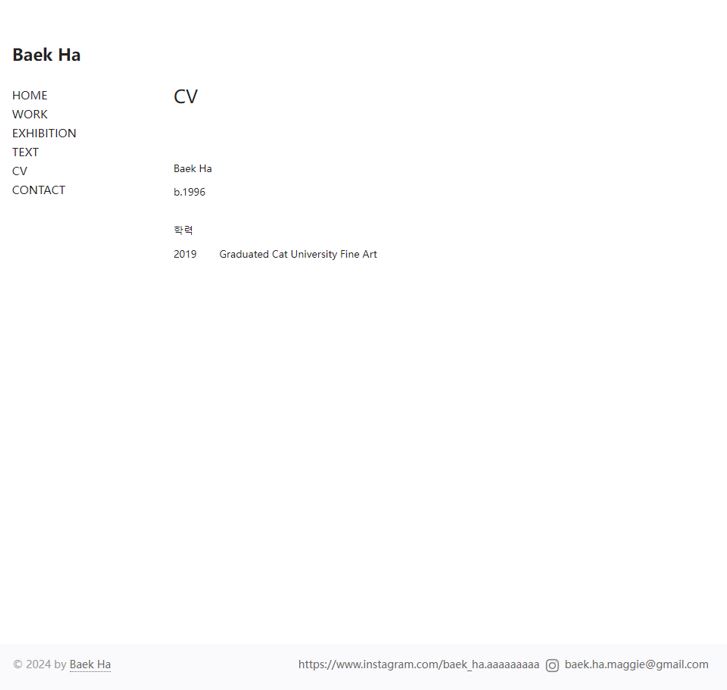 Baek Ha
HOME
WORK
EXHIBITION
TEXT
CV
CONTACT
CV
Baek Ha
b.1996
학력
2019 Graduated Cat University Fine Art
© 2024 by Baek Ha
https://www.instagram.com/baek_ha.aaaaaaaaa baek.ha.maggie@gmail.com